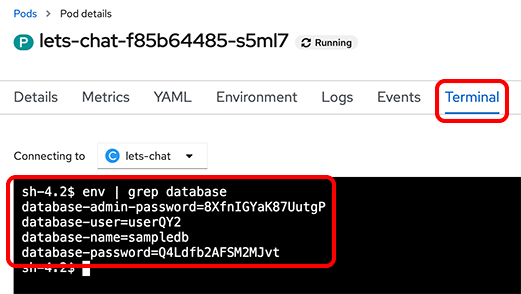 Pods > Pod details
P lets-chat-f85b64485-s5ml7 Running
Details Metrics YAML Environment Logs Events Terminal
Connecting to C lets-chat
sh-4.2$ env | grep database
database-admin-password=8XfnIGYaK87UutgP
database-user=userQY2
database-name=sampledb
database-password=Q4Ldfb2AFSM2MJvt
sh-4.2$